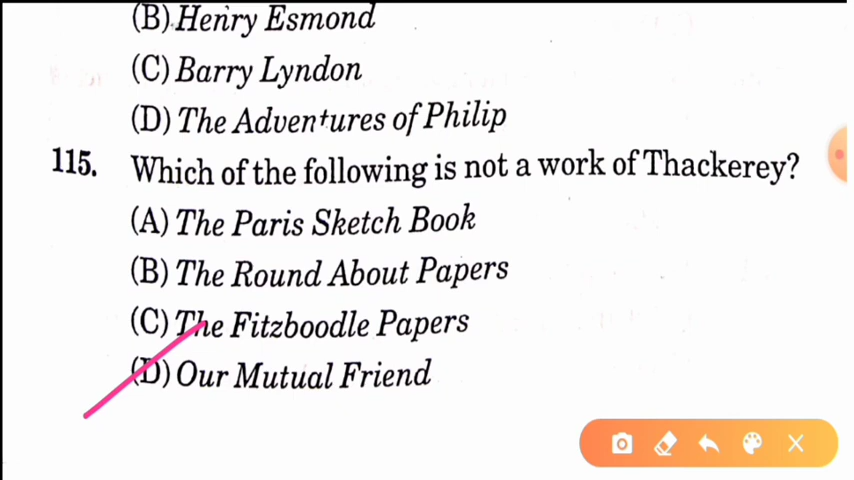 (B) Henry Esmond
(C) Barry Lyndon
(D) The Adventures of Philip
115. Which of the following is not a work of Thackerey?
(A) The Paris Sketch Book
(B) The Round About Papers
(C) The Fitzboodle Papers
(D) Our Mutual Friend